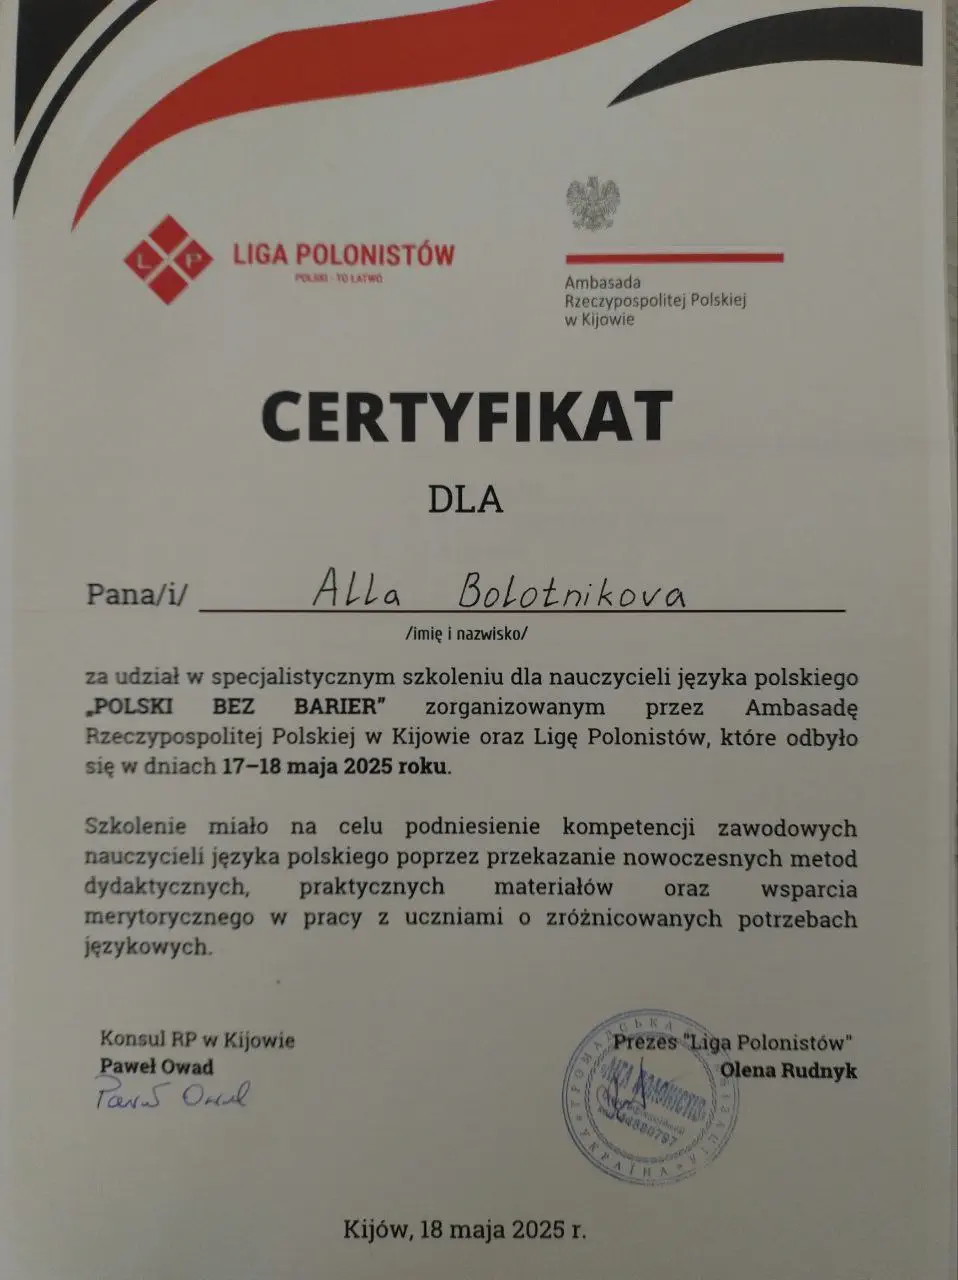 L P
LIGA POLONISTÓW
POLSKI - TO ŁATWO
Ambasada
Rzeczypospolitej Polskiej
w Kijowie
CERTYFIKAT
DLA
Pana/i/ Alla Bolotnikova
/imię i nazwisko/
za udział w specjalistycznym szkoleniu dla nauczycieli języka polskiego
„POLSKI BEZ BARIER” zorganizowanym przez Ambasadę
Rzeczypospolitej Polskiej w Kijowie oraz Ligę Polonistów, które odbyło
się w dniach 17–18 maja 2025 roku.
Szkolenie miało na celu podniesienie kompetencji zawodowych
nauczycieli języka polskiego poprzez przekazanie nowoczesnych metod
dydaktycznych, praktycznych materiałów oraz wsparcia
merytorycznego w pracy z uczniami o zróżnicowanych potrzebach
językowych.
Konsul RP w Kijowie
Paweł Owad
Paweł Owad
Prezes "Liga Polonistów"
Olena Rudnyk
УКРАЇНА
Kijów, 18 maja 2025 r.